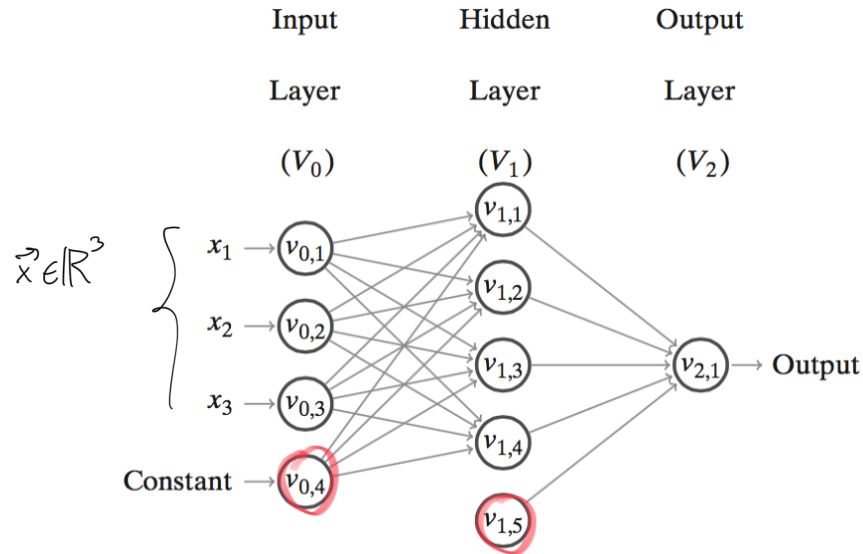 Input Hidden Output
Layer Layer Layer
(V₀) (V₁) (V₂)
v₁,₁
x⃗ ∈ ℝ³ x₁ v₀,₁
v₁,₂
x₂ v₀,₂
v₁,₃ v₂,₁ Output
x₃ v₀,₃
v₁,₄
Constant v₀,₄
v₁,₅